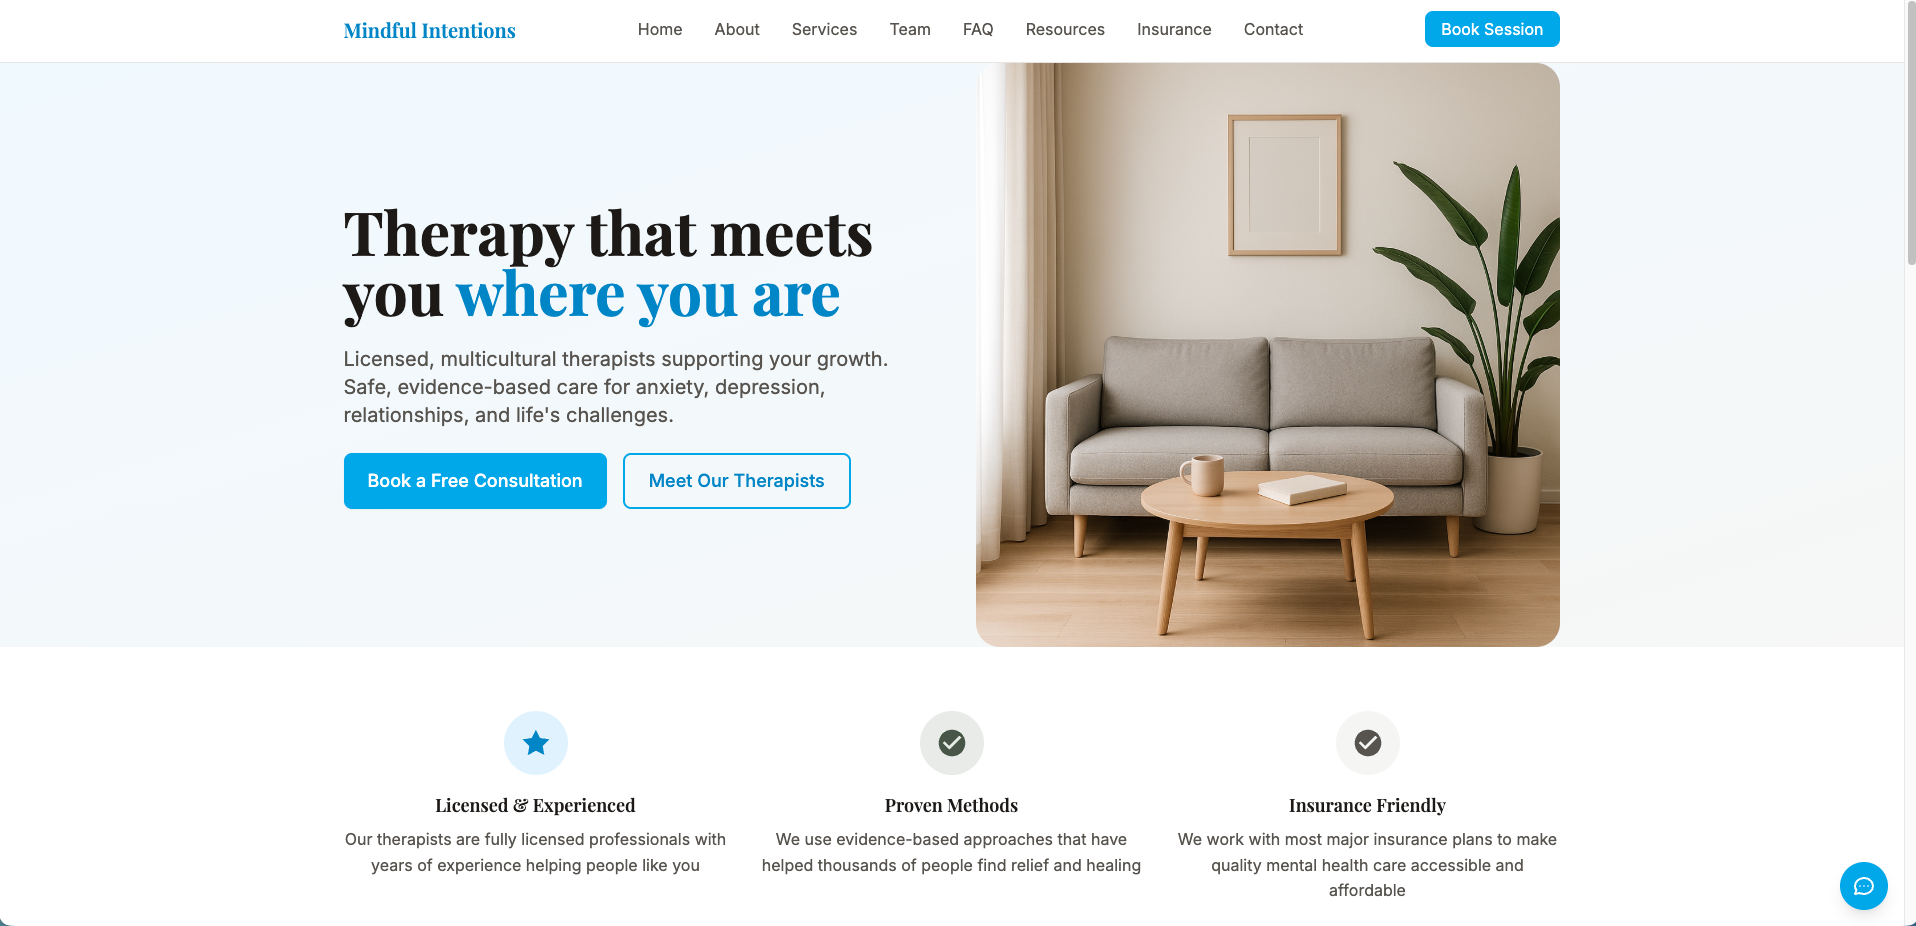 Mindful Intentions
Home About Services Team FAQ Resources Insurance Contact
Book Session
Therapy that meets
you where you are
Licensed, multicultural therapists supporting your growth.
Safe, evidence-based care for anxiety, depression,
relationships, and life's challenges.
Book a Free Consultation
Meet Our Therapists
Licensed & Experienced
Our therapists are fully licensed professionals with
years of experience helping people like you
Proven Methods
We use evidence-based approaches that have
helped thousands of people find relief and healing
Insurance Friendly
We work with most major insurance plans to make
quality mental health care accessible and
affordable